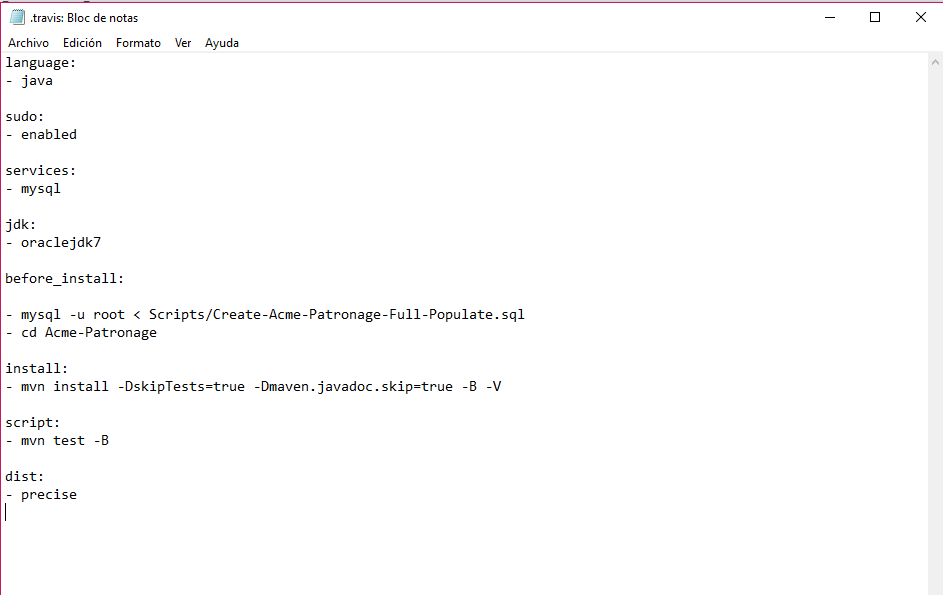 .travis: Bloc de notas
Archivo Edición Formato Ver Ayuda
language:
- java
sudo:
- enabled
services:
- mysql
jdk:
- oraclejdk7
before_install:
- mysql -u root < Scripts/Create-Acme-Patronage-Full-Populate.sql
- cd Acme-Patronage
install:
- mvn install -DskipTests=true -Dmaven.javadoc.skip=true -B -V
script:
- mvn test -B
dist:
- precise